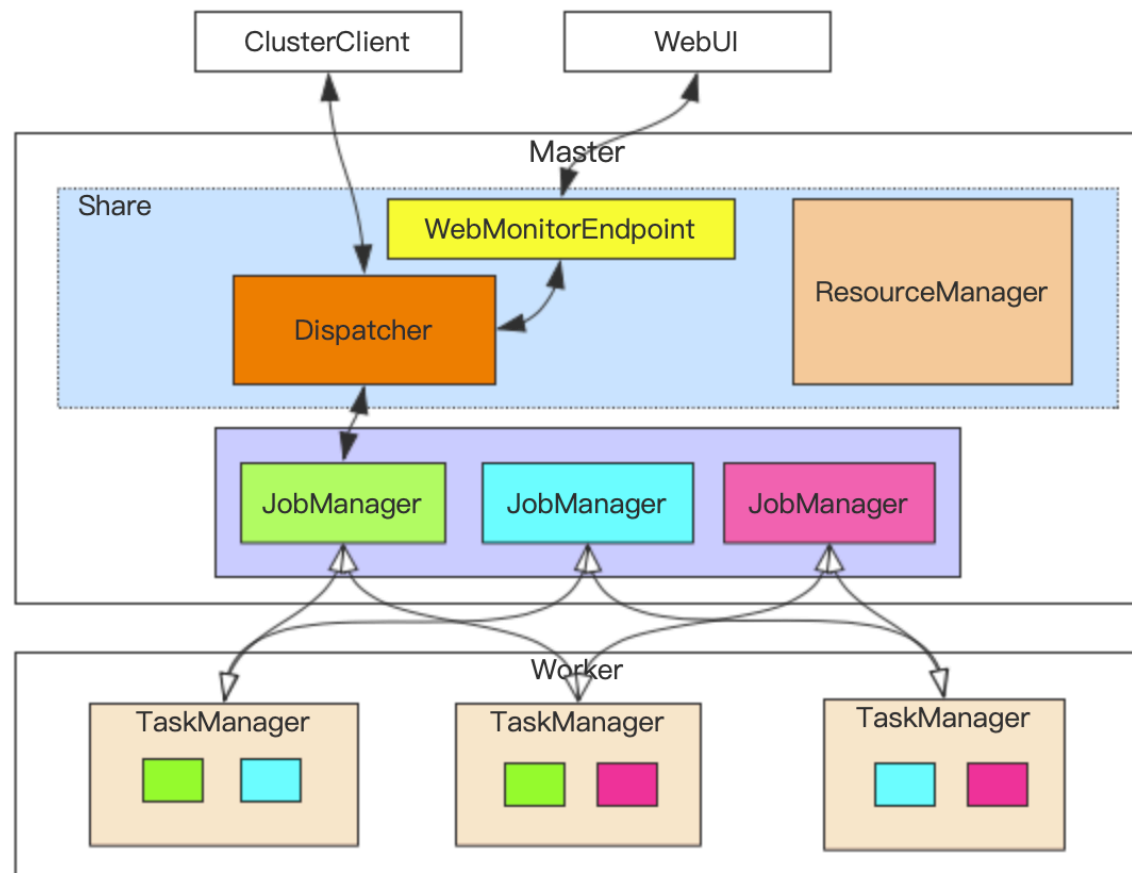 ClusterClient
WebUI
Master
Share
WebMonitorEndpoint
ResourceManager
Dispatcher
JobManager
JobManager
JobManager
Worker
TaskManager
TaskManager
TaskManager